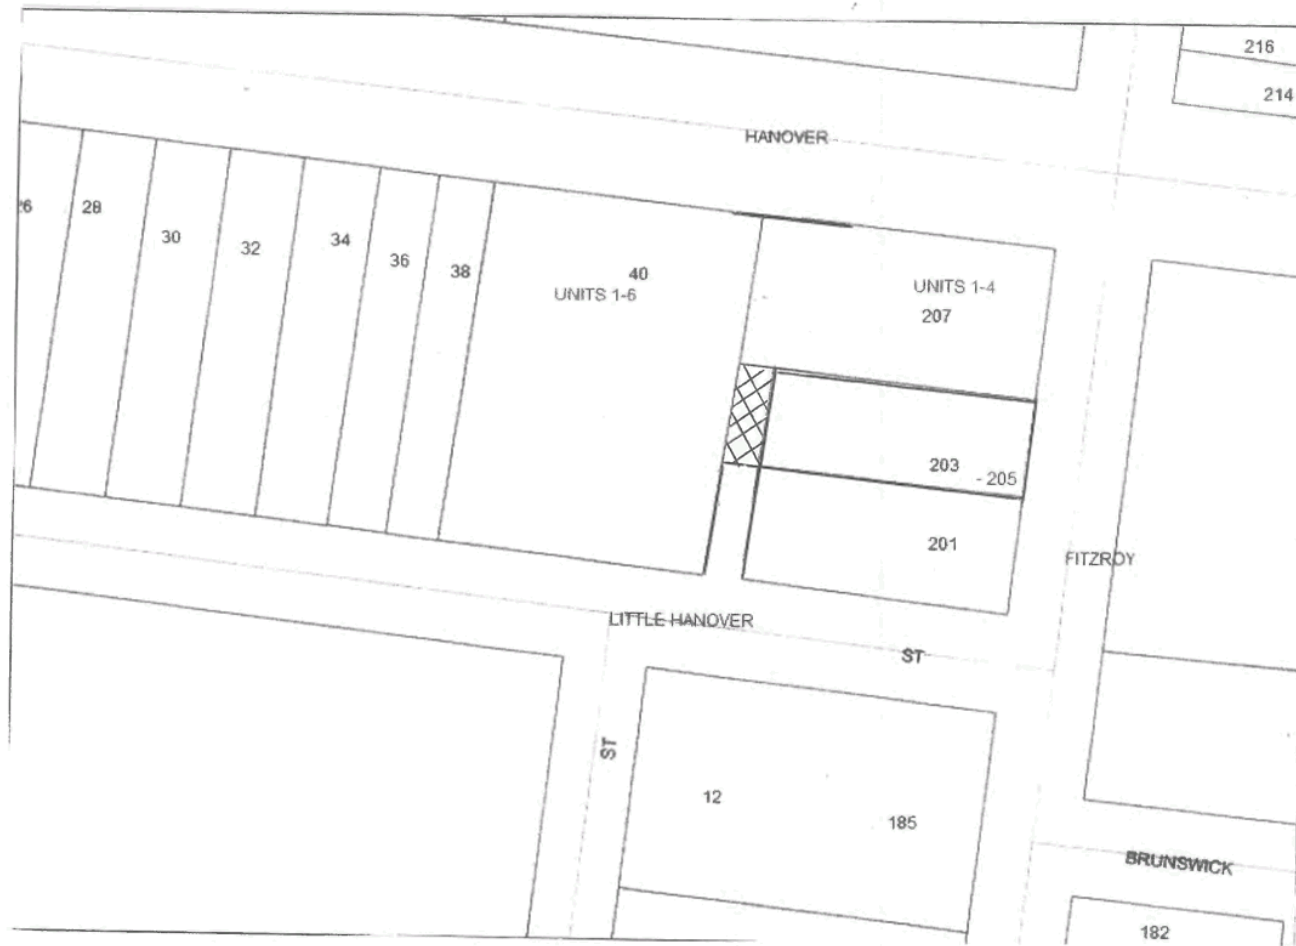 216
214
HANOVER
26
28
30
32
34
36
38
40
UNITS 1-6
UNITS 1-4
207
203 - 205
201
FITZROY
LITTLE HANOVER
ST
ST
12
185
BRUNSWICK
182